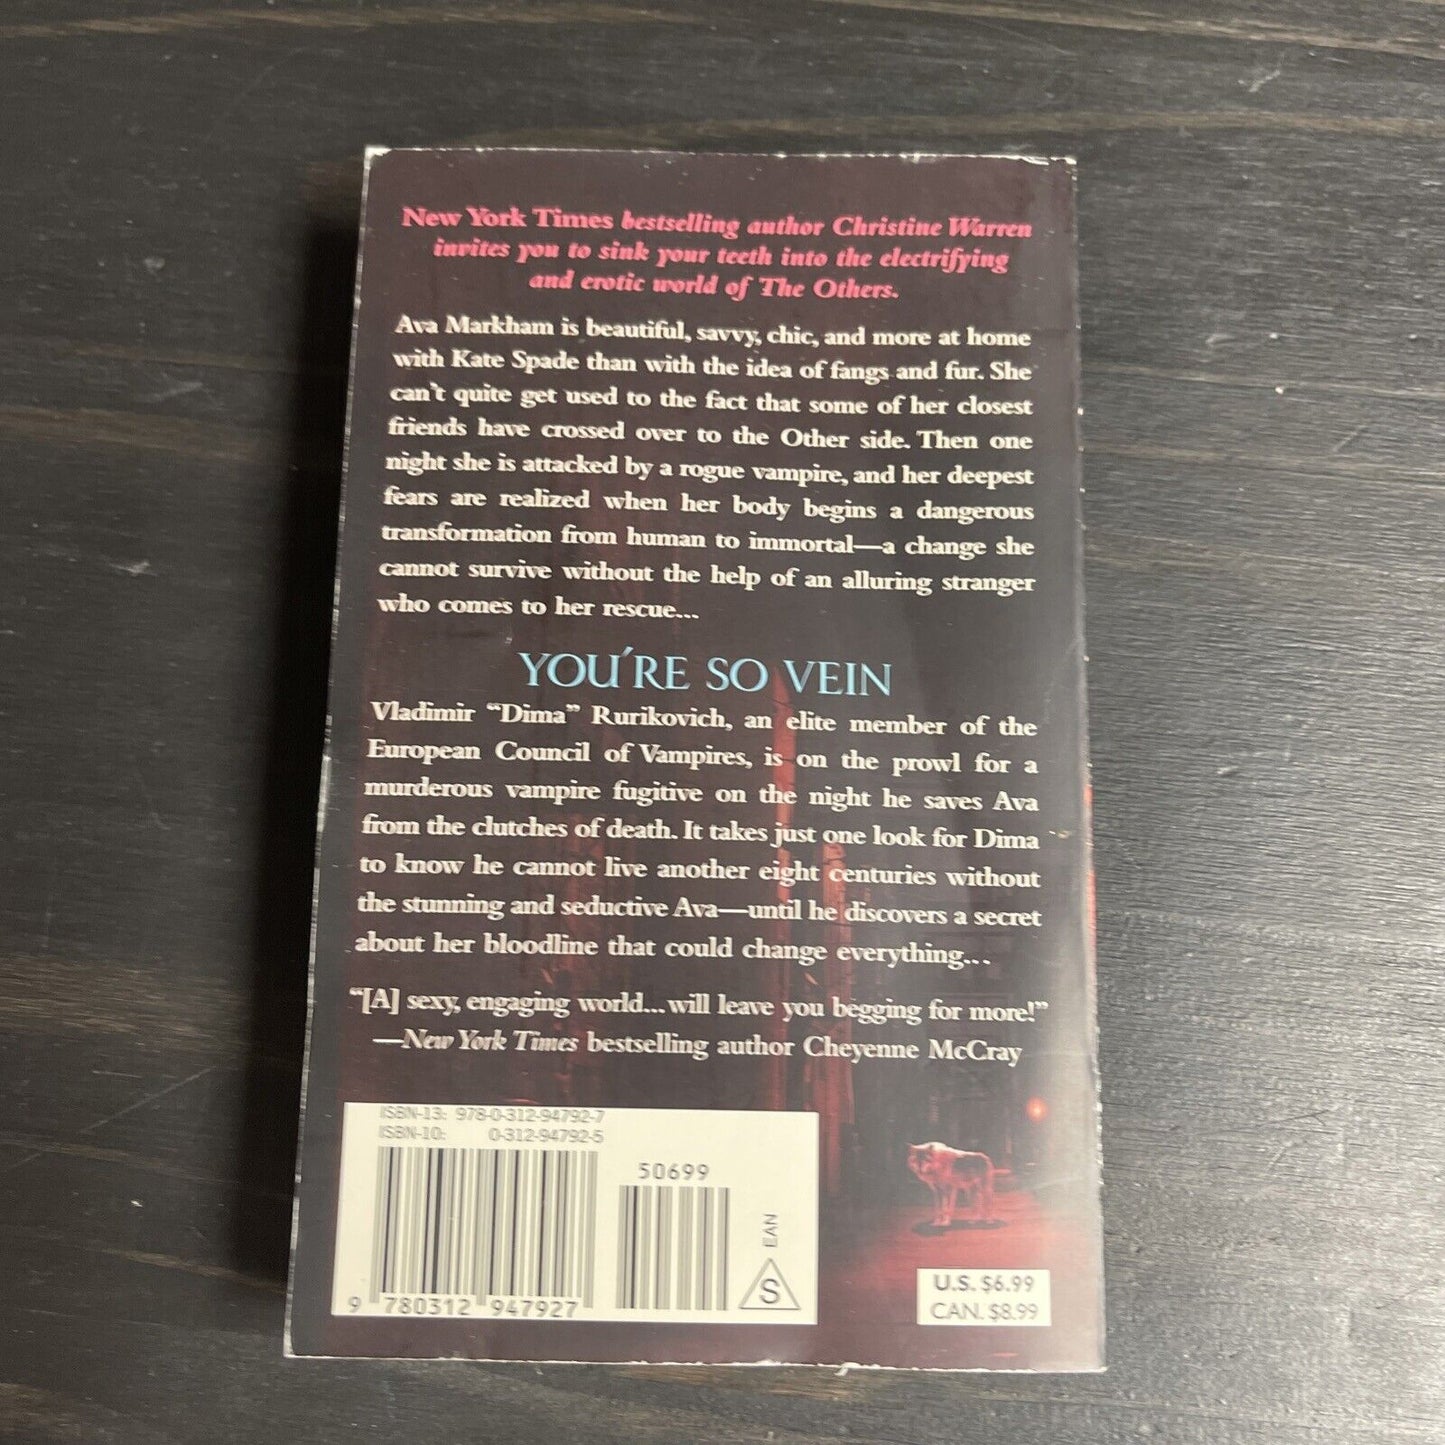 New York Times bestselling author Christine Warren
invites you to sink your teeth into the electrifying
and erotic world of The Others.
Ava Markham is beautiful, savvy, chic, and more at home
with Kate Spade than with the idea of fangs and fur. She
can't quite get used to the fact that some of her closest
friends have crossed over to the Other side. Then one
night she is attacked by a rogue vampire, and her deepest
fears are realized when her body begins a dangerous
transformation from human to immortal—a change she
cannot survive without the help of an alluring stranger
who comes to her rescue...
YOU'RE SO VEIN
Vladimir "Dima" Rurikovich, an elite member of the
European Council of Vampires, is on the prowl for a
murderous vampire fugitive on the night he saves Ava
from the clutches of death. It takes just one look for Dima
to know he cannot live another eight centuries without
the stunning and seductive Ava—until he discovers a secret
about her bloodline that could change everything...
"[A] sexy, engaging world...will leave you begging for more!"
—New York Times bestselling author Cheyenne McCray
ISBN-13: 978-0-312-94792-7
ISBN-10: 0-312-94792-5
50699
EAN
S
9 780312 947927
U.S. $6.99
CAN. $8.99